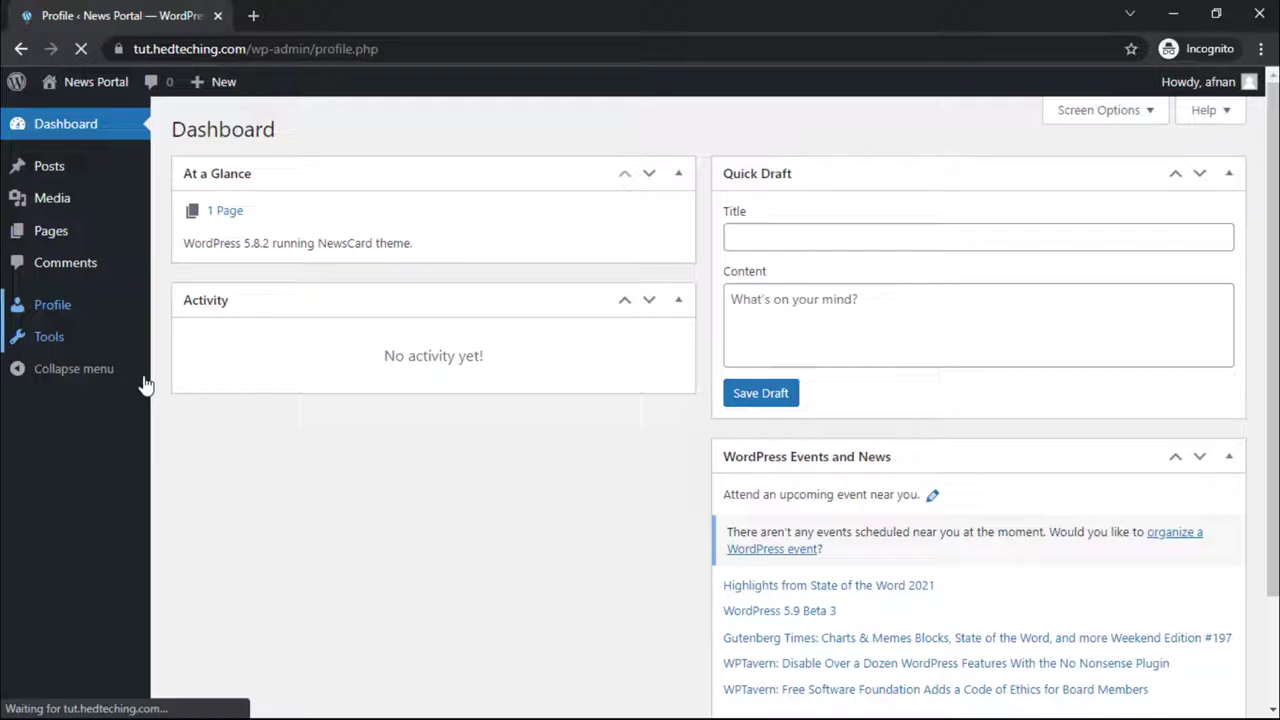 Profile ‹ News Portal — WordPre
tut.hedteching.com/wp-admin/profile.php
Incognito
News Portal
0
New
Howdy, afnan
Dashboard
Posts
Media
Pages
Comments
Profile
Tools
Collapse menu
Dashboard
Screen Options
Help
At a Glance
1 Page
WordPress 5.8.2 running NewsCard theme.
Activity
No activity yet!
Quick Draft
Title
Content
What's on your mind?
Save Draft
WordPress Events and News
Attend an upcoming event near you.
There aren't any events scheduled near you at the moment. Would you like to organize a
WordPress event?
Highlights from State of the Word 2021
WordPress 5.9 Beta 3
Gutenberg Times: Charts & Memes Blocks, State of the Word, and more Weekend Edition #197
WPTavern: Disable Over a Dozen WordPress Features With the No Nonsense Plugin
WPTavern: Free Software Foundation Adds a Code of Ethics for Board Members
Waiting for tut.hedteching.com...